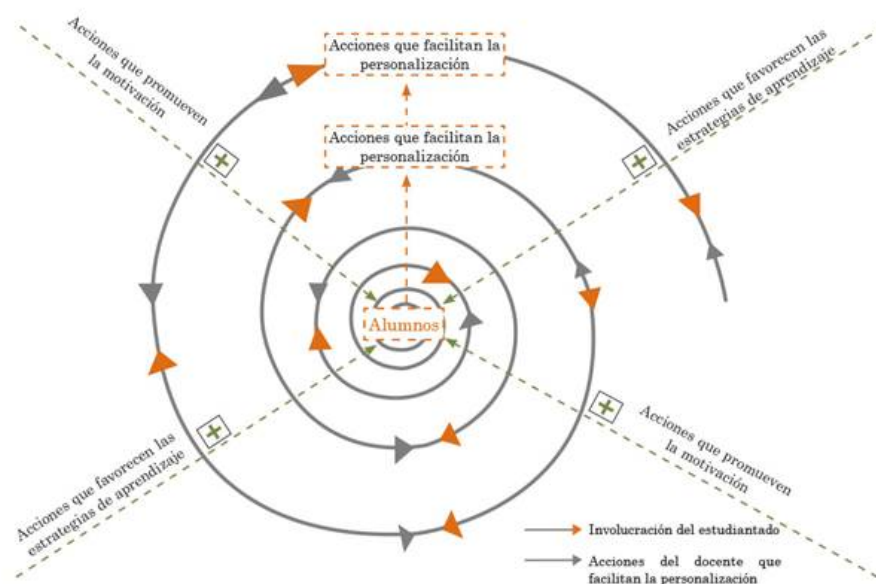 Acciones que promueven
la motivación
Acciones que facilitan la
personalización
Acciones que favorecen las
estrategias de aprendizaje
Acciones que facilitan la
personalización
Alumnos
Acciones que favorecen las
estrategias de aprendizaje
Acciones que promueven
la motivación
Involucración del estudiantado
Acciones del docente que
facilitan la personalización